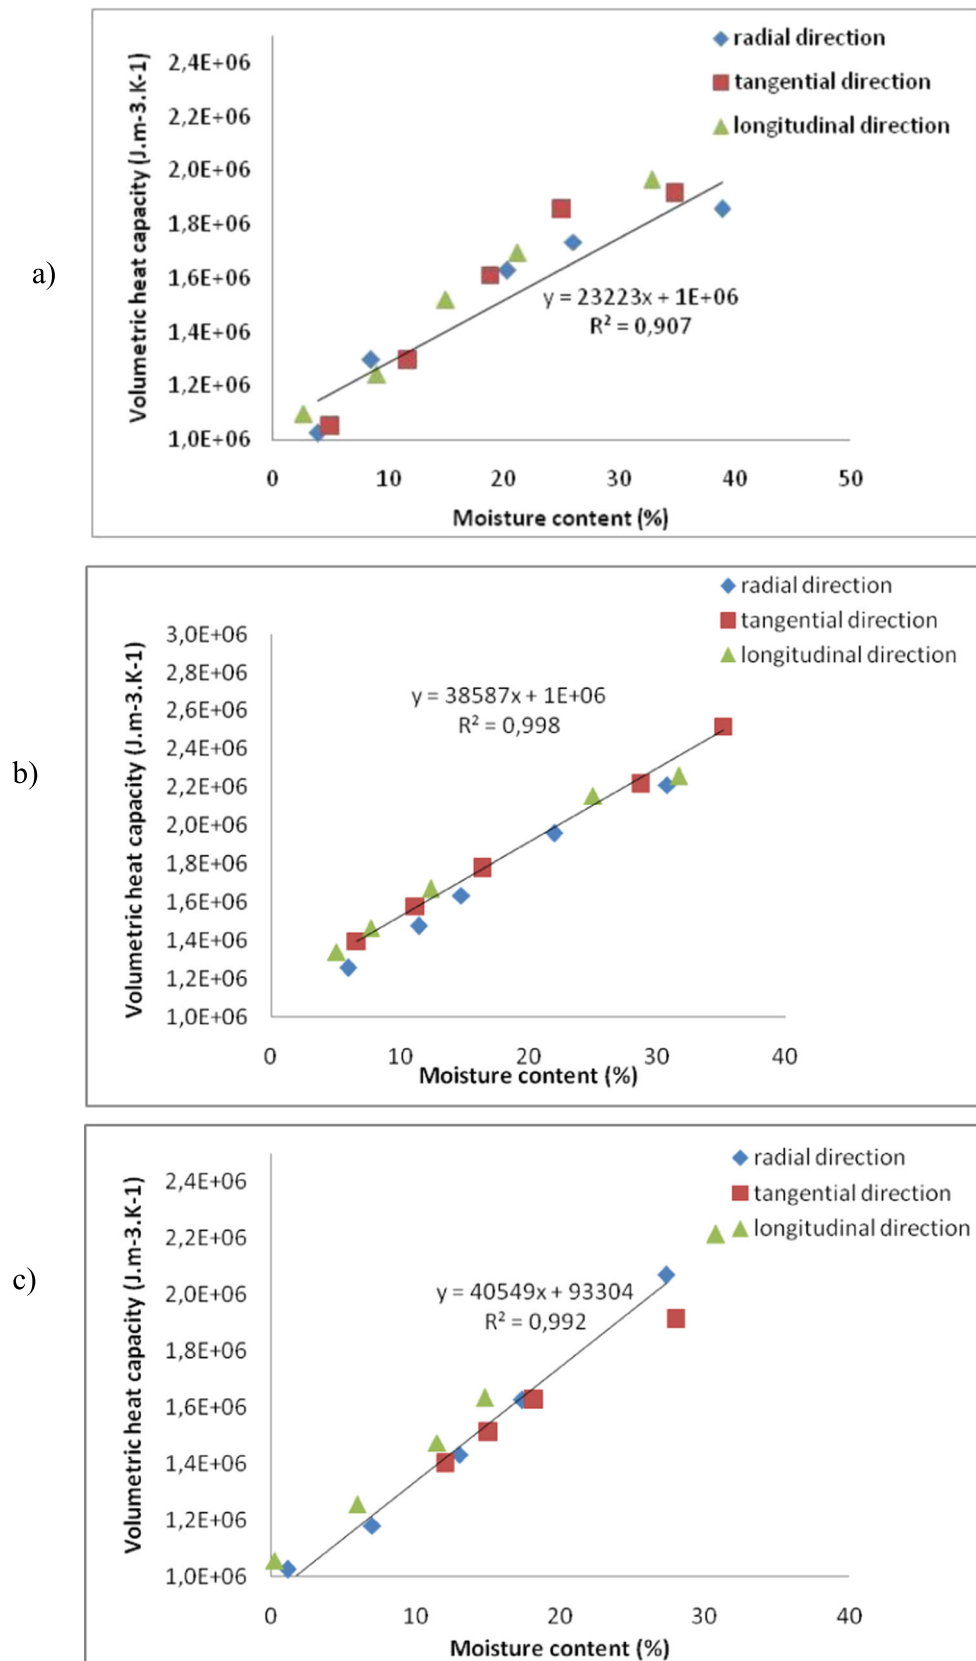 a)
Volumetric heat capacity (J.m-3.K-1)
2,4E+06
2,2E+06
2,0E+06
1,8E+06
1,6E+06
1,4E+06
1,2E+06
1,0E+06
radial direction
tangential direction
longitudinal direction
y = 23223x + 1E+06
R² = 0,907
0 10 20 30 40 50
Moisture content (%)
b)
Volumetric heat capacity (J.m-3.K-1)
3,0E+06
2,8E+06
2,6E+06
2,4E+06
2,2E+06
2,0E+06
1,8E+06
1,6E+06
1,4E+06
1,2E+06
1,0E+06
radial direction
tangential direction
longitudinal direction
y = 38587x + 1E+06
R² = 0,998
0 10 20 30 40
Moisture content (%)
c)
Volumetric heat capacity (J.m-3.K-1)
2,4E+06
2,2E+06
2,0E+06
1,8E+06
1,6E+06
1,4E+06
1,2E+06
1,0E+06
radial direction
tangential direction
longitudinal direction
y = 40549x + 93304
R² = 0,992
0 10 20 30 40
Moisture content (%)